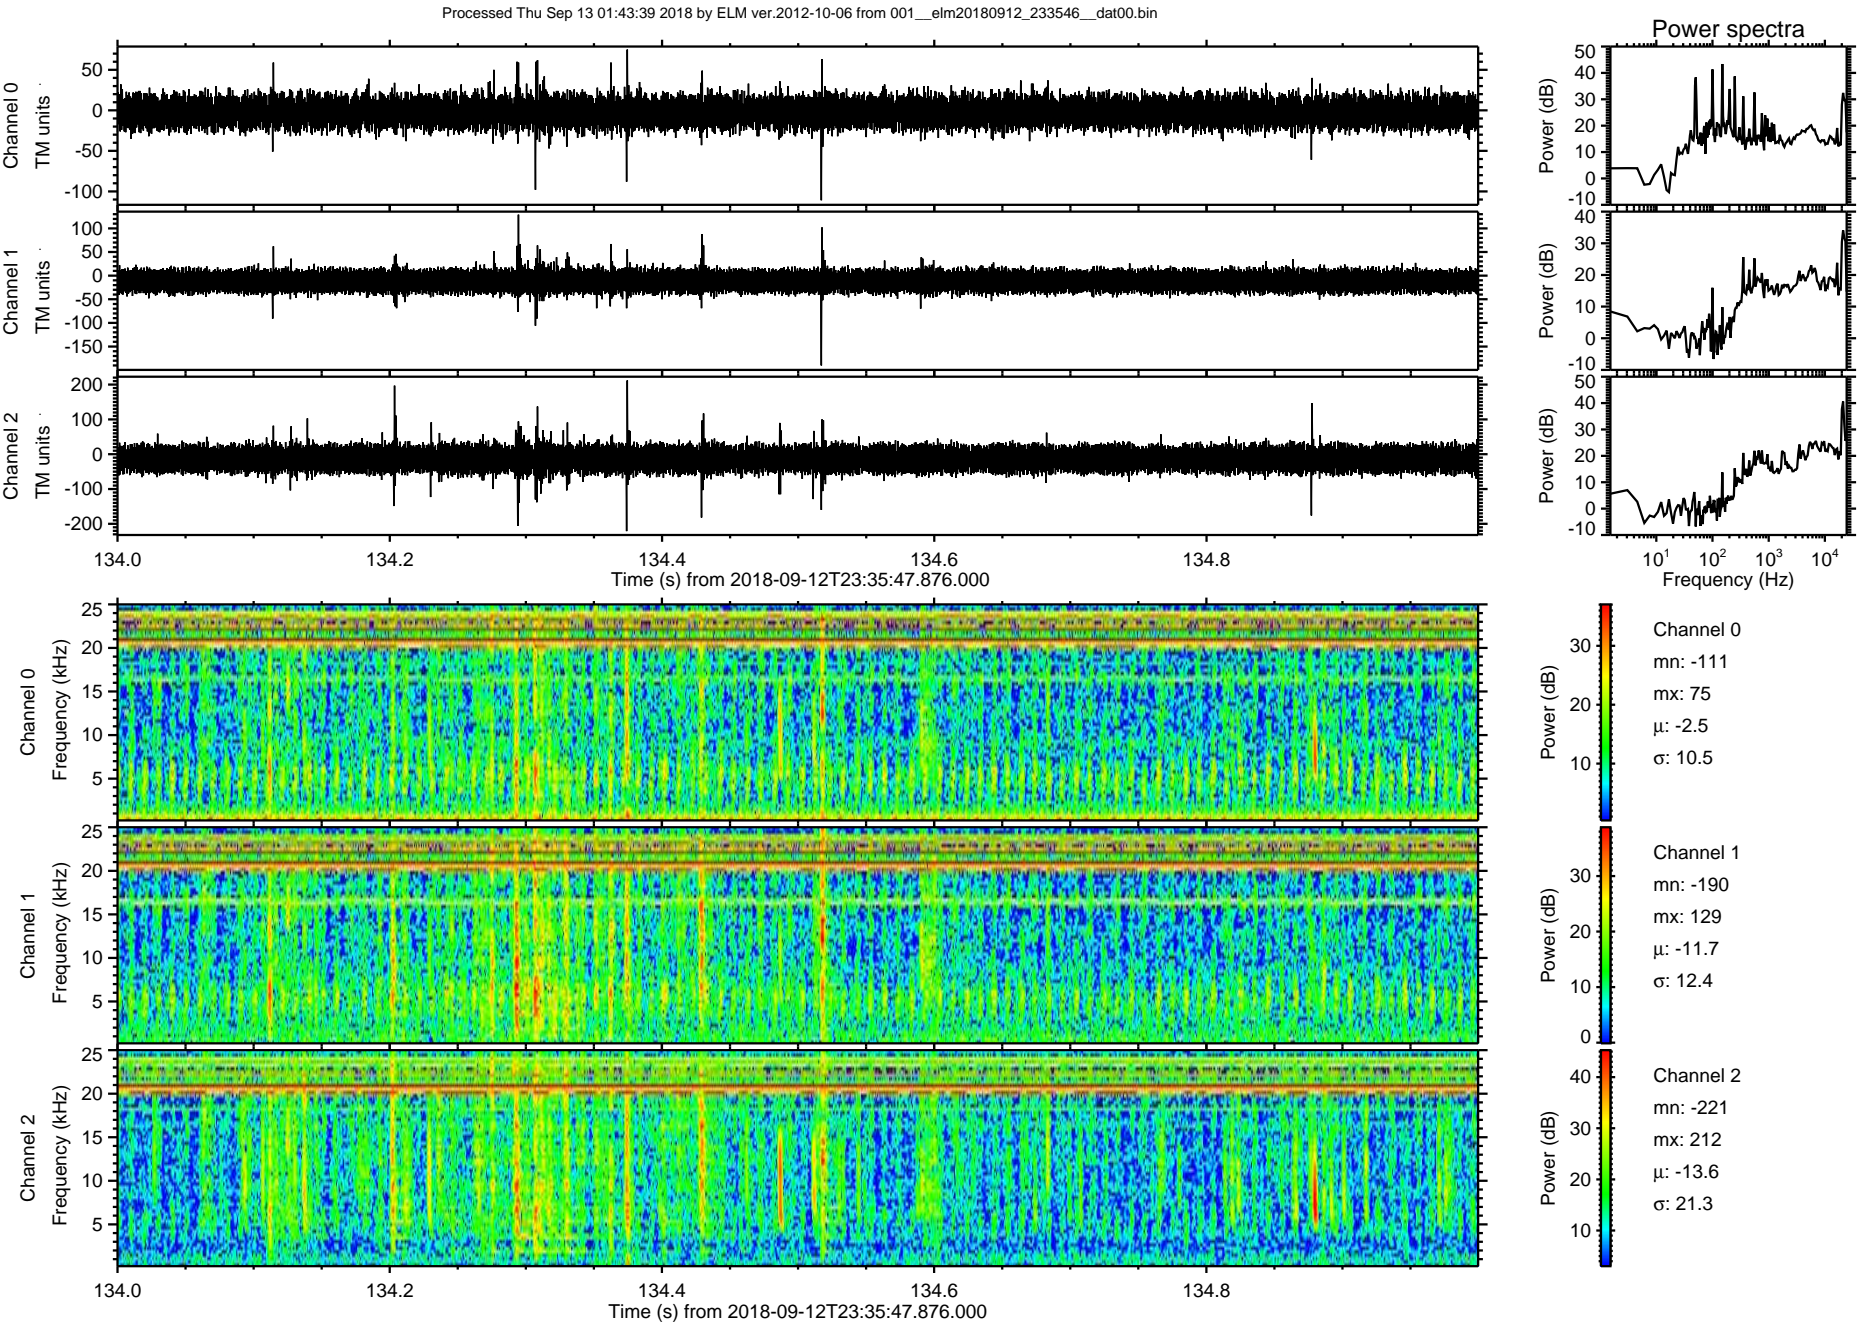 Processed Thu Sep 13 01:43:39 2018 by ELM ver.2012-10-06 from 001__elm20180912_233546__dat00.bin
Power spectra
Channel 0
TM units
50
0
-50
-100
Power (dB)
50
40
30
20
10
0
-10
Channel 1
TM units
100
50
0
-50
-100
-150
Power (dB)
40
30
20
10
0
-10
Channel 2
TM units
200
100
0
-100
-200
Power (dB)
50
40
30
20
10
0
-10
134.0 134.2 134.4 134.6 134.8
Time (s) from 2018-09-12T23:35:47.876.000
10¹ 10² 10³ 10⁴
Frequency (Hz)
Channel 0
Frequency (kHz)
25
20
15
10
5
Power (dB)
30
20
10
Channel 0
mn: -111
mx: 75
µ: -2.5
σ: 10.5
Channel 1
Frequency (kHz)
25
20
15
10
5
Power (dB)
30
20
10
0
Channel 1
mn: -190
mx: 129
µ: -11.7
σ: 12.4
Channel 2
Frequency (kHz)
25
20
15
10
5
Power (dB)
40
30
20
10
Channel 2
mn: -221
mx: 212
µ: -13.6
σ: 21.3
134.0 134.2 134.4 134.6 134.8
Time (s) from 2018-09-12T23:35:47.876.000